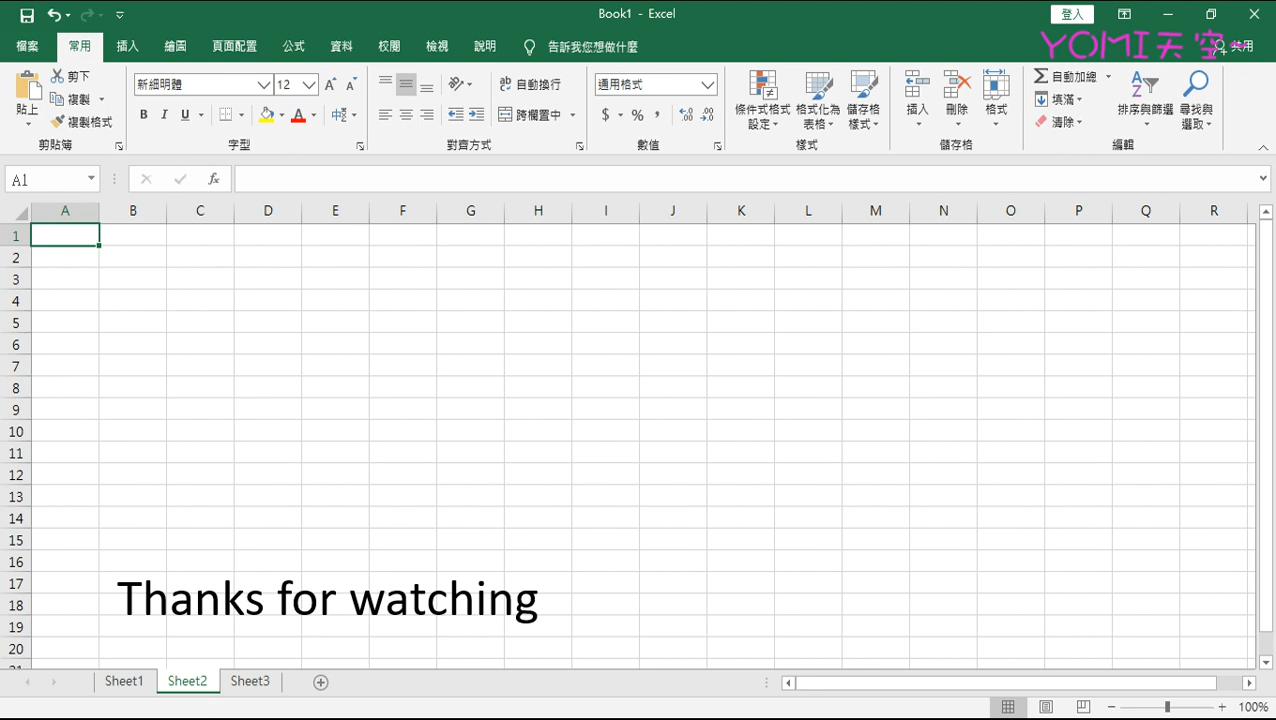 Book1 - Excel
登入
檔案 常用 插入 繪圖 頁面配置 公式 資料 校閱 檢視 說明 告訴我您想做什麼 共用
YOMI天空
貼上
剪下
複製
複製格式
剪貼簿
新細明體 12
B I U A
字型
自動換行
跨欄置中
對齊方式
通用格式
$ % ,
數值
條件式格式設定
格式化為表格
儲存格樣式
樣式
插入 刪除 格式
儲存格
自動加總
填滿
清除
排序與篩選
尋找與選取
編輯
A1 fx
A B C D E F G H I J K L M N O P Q R
1
2
3
4
5
6
7
8
9
10
11
12
13
14
15
16
17
18
19
20
21
Thanks for watching
Sheet1 Sheet2 Sheet3
100%